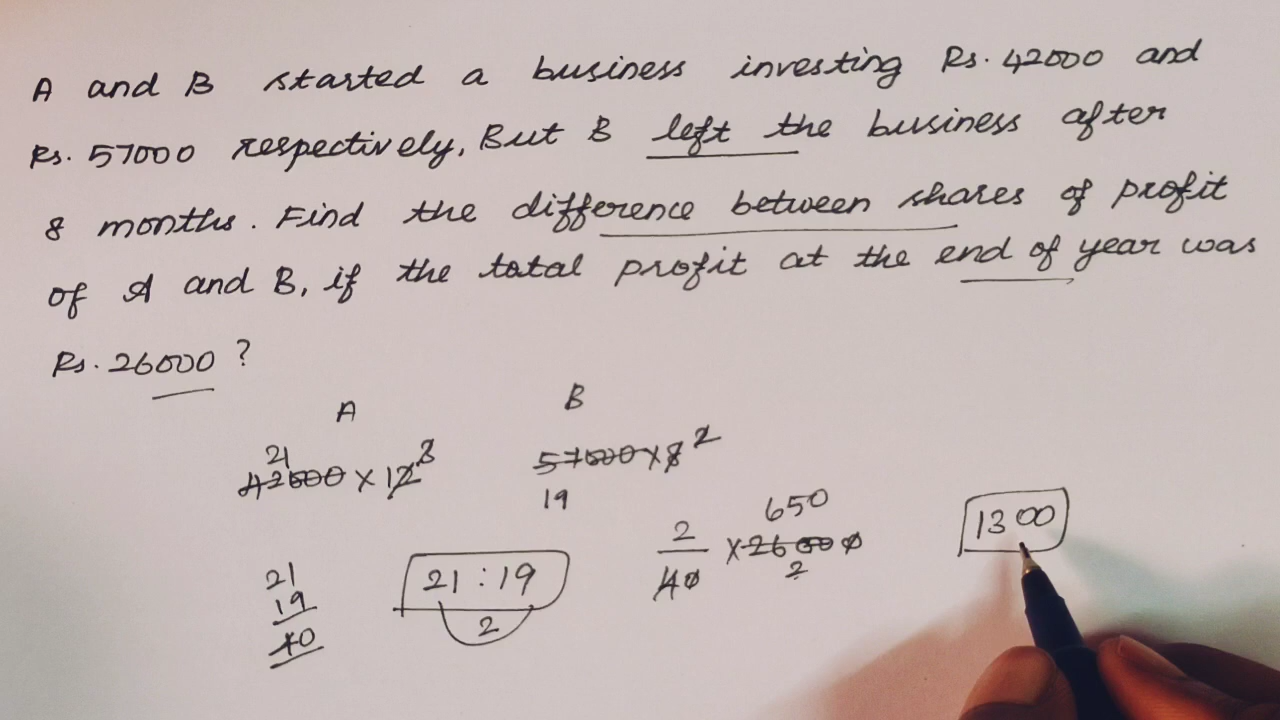 A and B started a business investing Rs. 42000 and
Rs. 57000 respectively, But B left the business after
8 months. Find the difference between shares of profit
of A and B, if the total profit at the end of year was
Rs. 26000 ?
A B
21 3 2
42000 × 12 57000 × 8
19
650
2
40 × 26000
2
1300
21
19
40
21 : 19
2